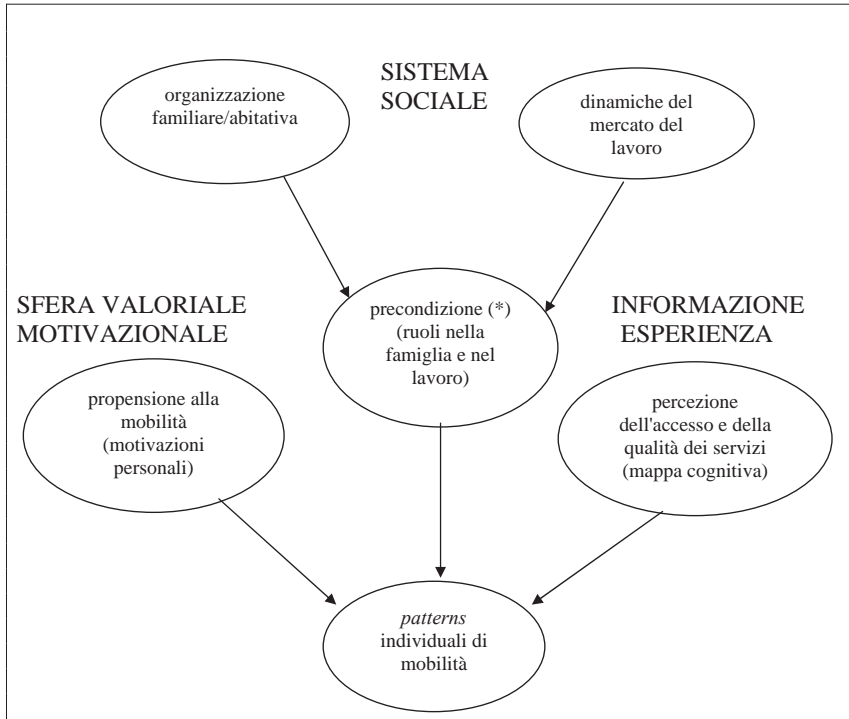 SISTEMA
SOCIALE
organizzazione
familiare/abitativa
dinamiche del
mercato del
lavoro
SFERA VALORIALE
MOTIVAZIONALE
precondizione (*)
(ruoli nella
famiglia e nel
lavoro)
INFORMAZIONE
ESPERIENZA
propensione alla
mobilità
(motivazioni
personali)
percezione
dell'accesso e della
qualità dei servizi
(mappa cognitiva)
patterns
individuali di
mobilità